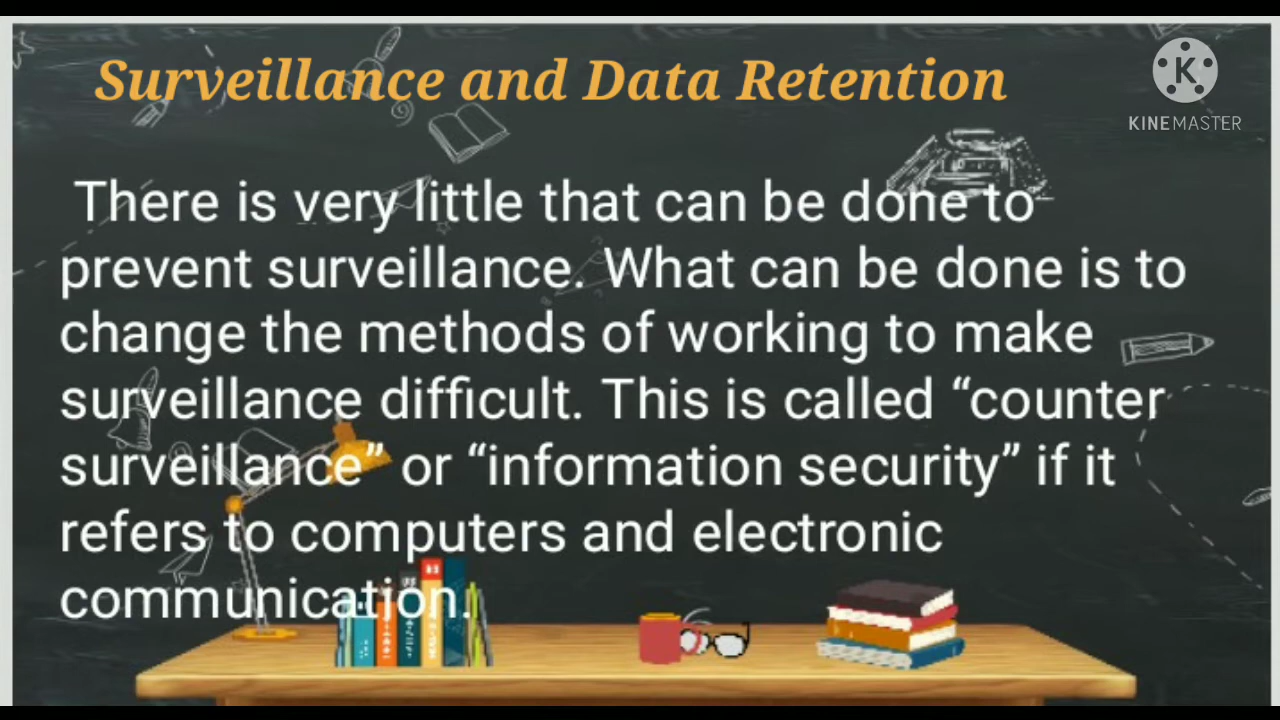 Surveillance and Data Retention
K
KINEMASTER
There is very little that can be done to
prevent surveillance. What can be done is to
change the methods of working to make
surveillance difficult. This is called “counter
surveillance” or “information security” if it
refers to computers and electronic
communication.